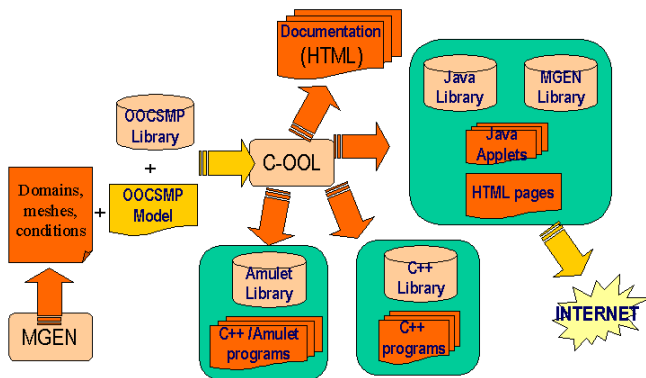 Documentation
(HTML)
Java
Library
MGEN
Library
OOCSMP
Library
Java
Applets
C-OOL
+
Domains,
meshes,
conditions
+
OOCSMP
Model
HTML pages
Amulet
Library
C++
Library
INTERNET
MGEN
C++ /Amulet
programs
C++
programs